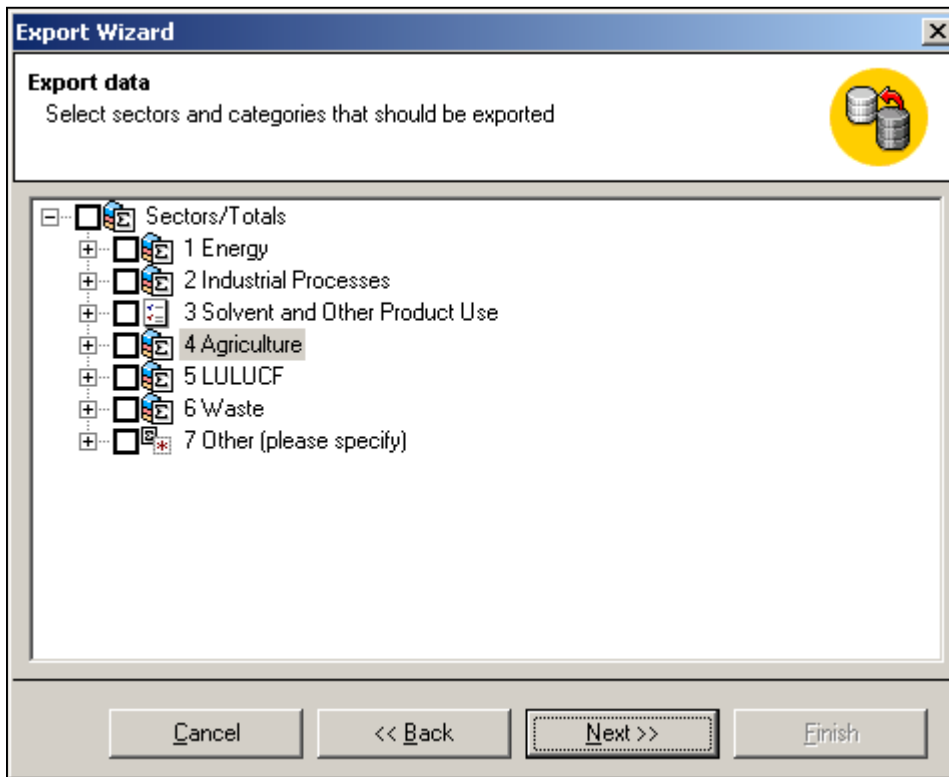 Export Wizard
Export data
Select sectors and categories that should be exported
Sectors/Totals
1 Energy
2 Industrial Processes
3 Solvent and Other Product Use
4 Agriculture
5 LULUCF
6 Waste
7 Other (please specify)
Cancel
<< Back
Next >>
Finish